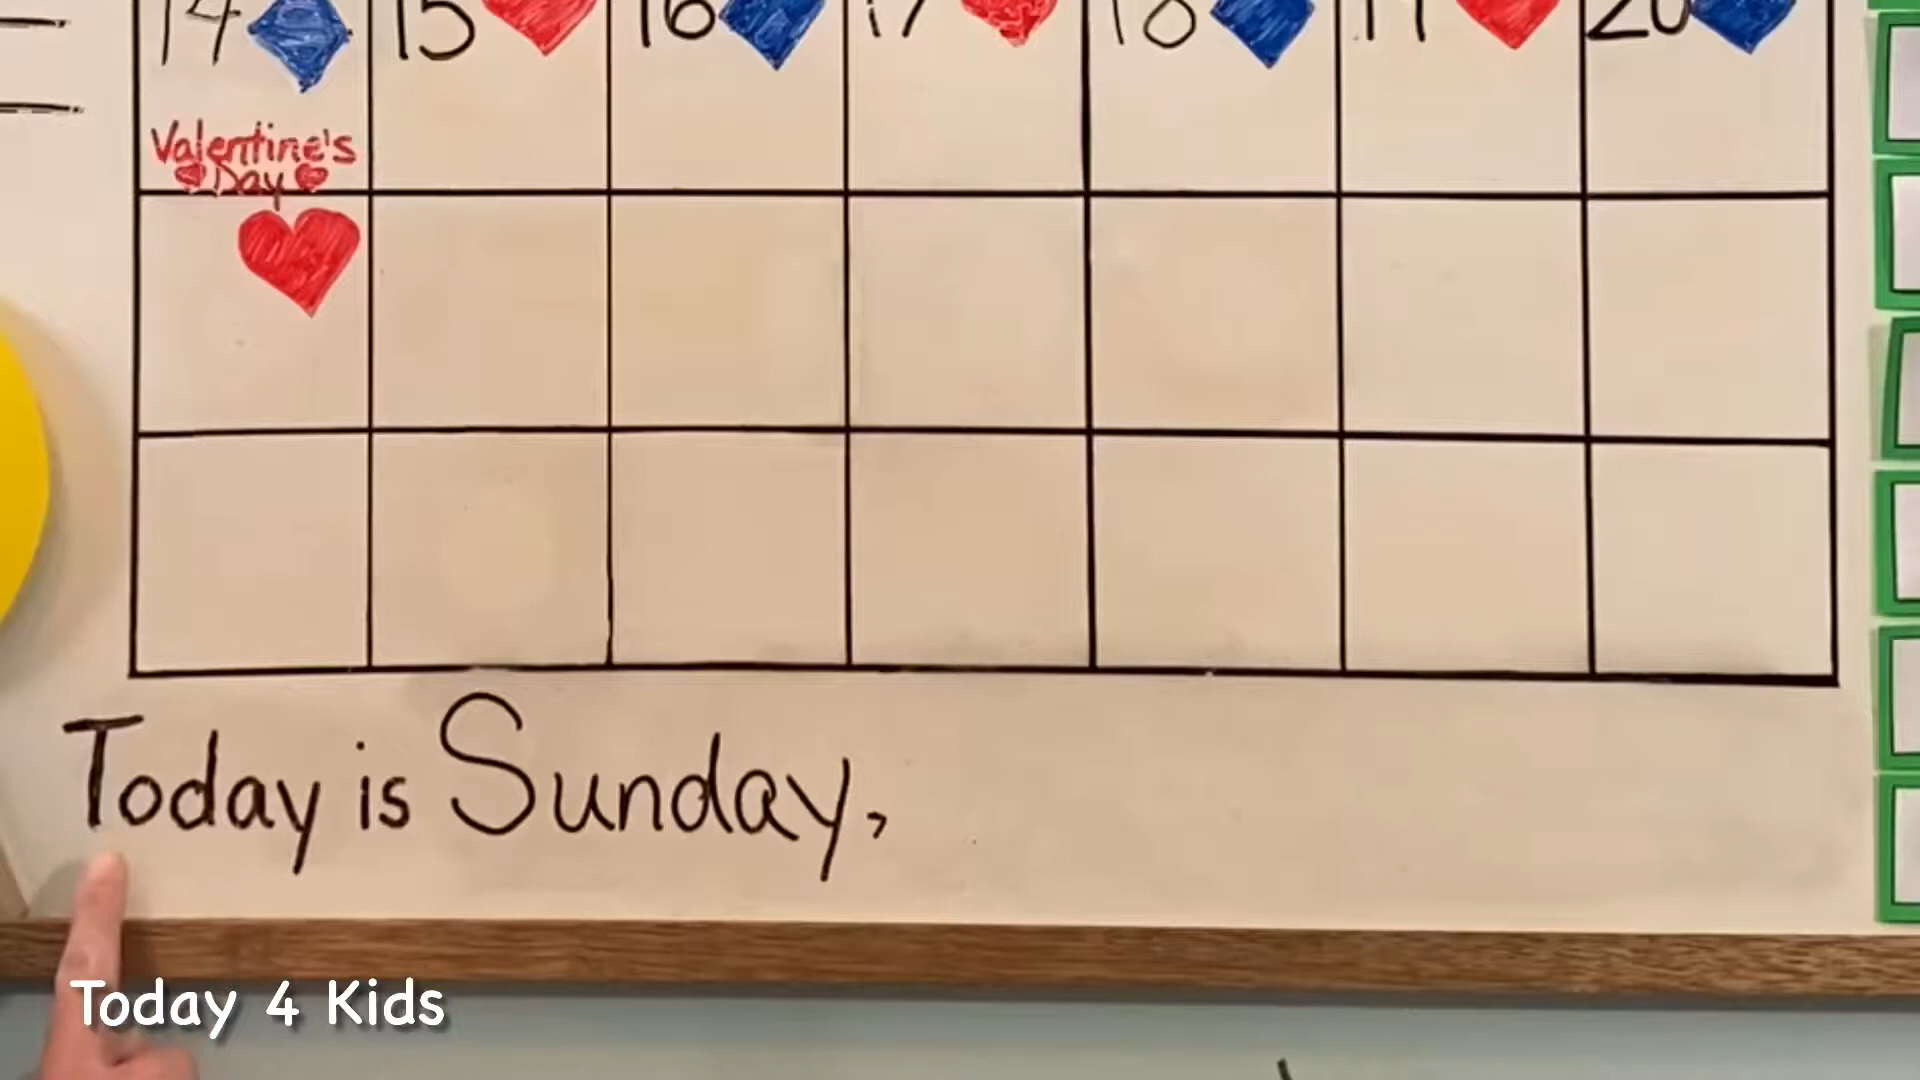 14 15 16 17 18 19 20
Valentine's
Day
Today is Sunday,
Today 4 Kids